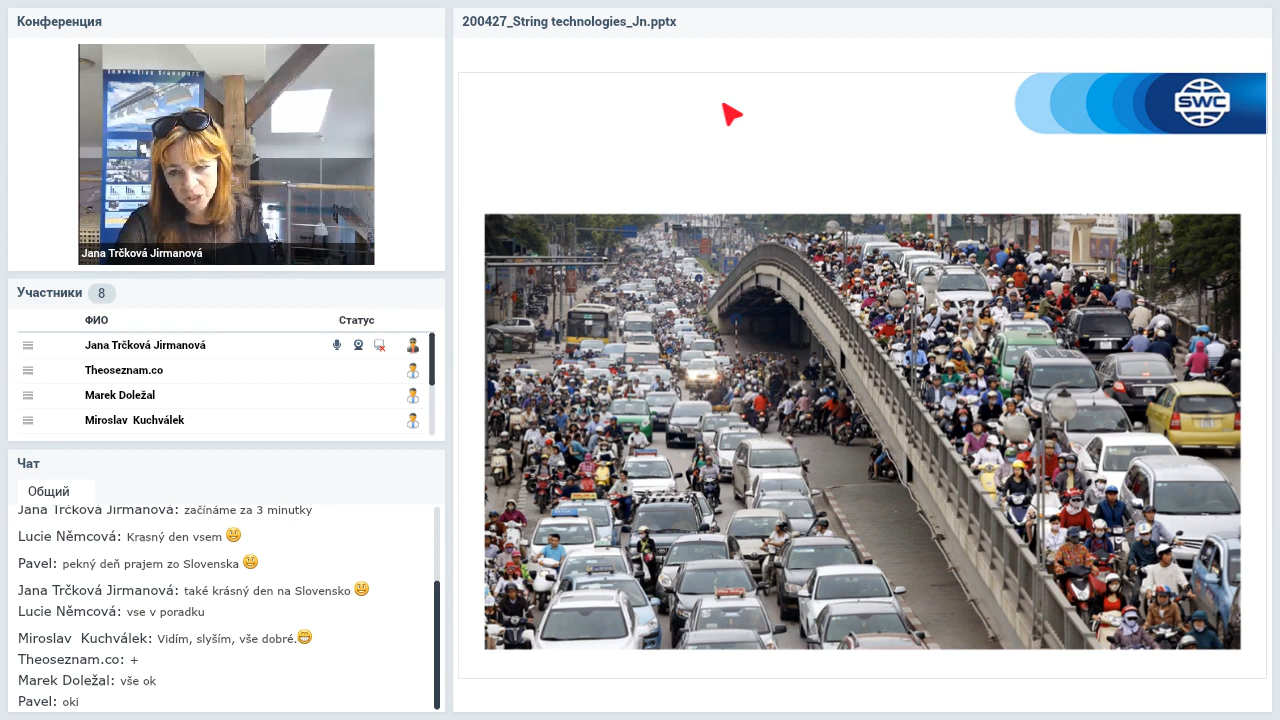 Конференция
Innovative transport
Jana Trčková Jirmanová
Участники 8
ФИО Статус
Jana Trčková Jirmanová
Theoseznam.co
Marek Doležal
Miroslav Kuchválek
Чат
Общий
Jana Trčková Jirmanová: začínáme za 3 minutky
Lucie Němcová: Krasný den vsem
Pavel: pekný deň prajem zo Slovenska
Jana Trčková Jirmanová: také krásný den na Slovensko
Lucie Němcová: vse v poradku
Miroslav Kuchválek: Vidím, slyším, vše dobré.
Theoseznam.co: +
Marek Doležal: vše ok
Pavel: oki
200427_String technologies_Jn.pptx
SWC